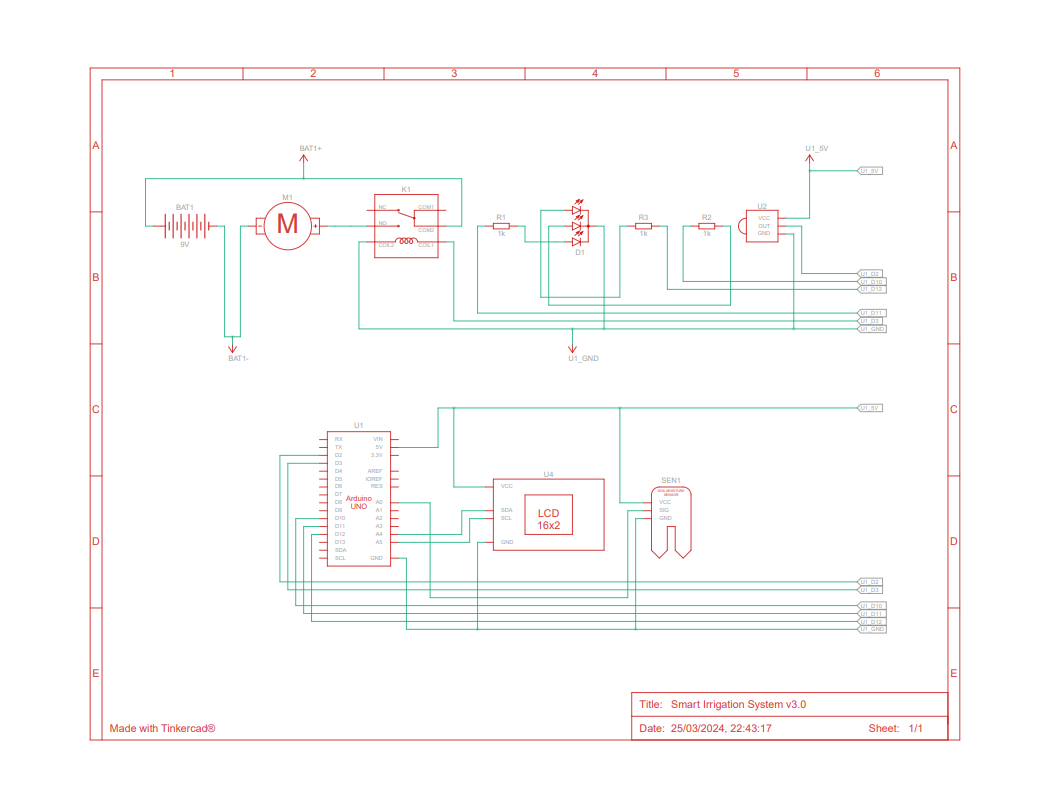 1 2 3 4 5 6
A A
BAT1+ U1_5V
U1_5V
K1
M1
BAT1 NC COM1 U2
M R1 R3 R2 VCC
NO OUT
COM2 GND
9V 1k 1k 1k
COIL2 COIL1
D1
B B
U1_D2
U1_D10
U1_D12
U1_D11
U1_D3
U1_GND
BAT1- U1_GND
C C
U1_5V
U1
RX VIN
TX 5V
D2 3.3V
D3
D4 AREF
D5 IOREF
D6 RES
D7
Arduino
UNO
D8 A0
D9 A1
D10 A2
D11 A3
D12 A4
D13 A5
SDA
SCL GND
U4
VCC
SDA
SCL
GND
LCD
16x2
SEN1
SOIL MOISTURE
SENSOR
VCC
SIG
GND
D D
U1_D2
U1_D3
U1_D10
U1_D11
U1_D12
U1_GND
E E
Title: Smart Irrigation System v3.0
Made with Tinkercad®
Date: 25/03/2024, 22:43:17 Sheet: 1/1